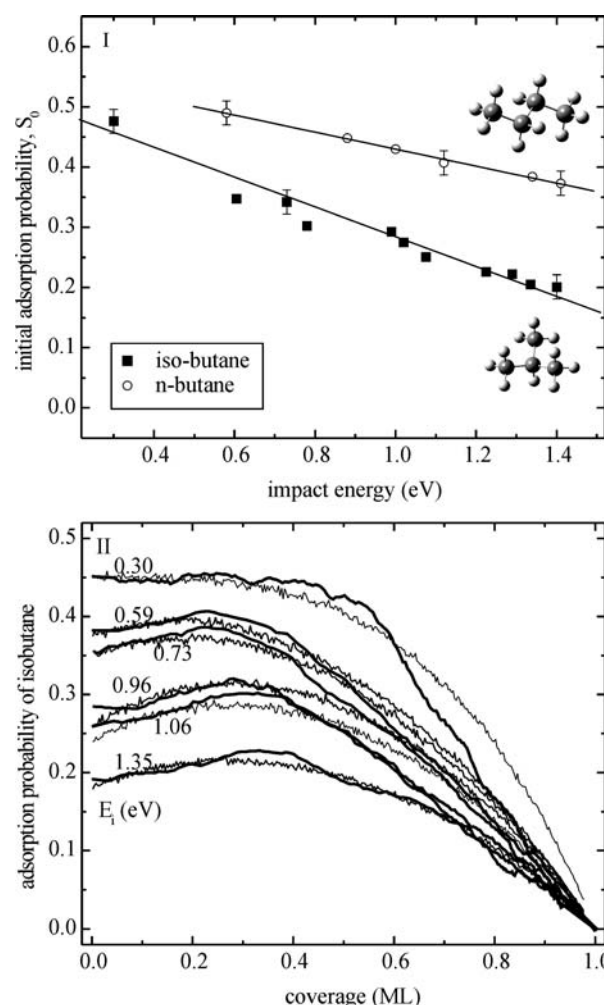 I
0.6
0.5
0.4
0.3
0.2
0.1
0.0
initial adsorption probability, S₀
iso-butane
n-butane
0.4 0.6 0.8 1.0 1.2 1.4
impact energy (eV)
II
0.5
0.4
0.3
0.2
0.1
0.0
adsorption probability of isobutane
0.30
0.59
0.73
0.96
1.06
1.35
Eᵢ (eV)
0.0 0.2 0.4 0.6 0.8 1.0
coverage (ML)